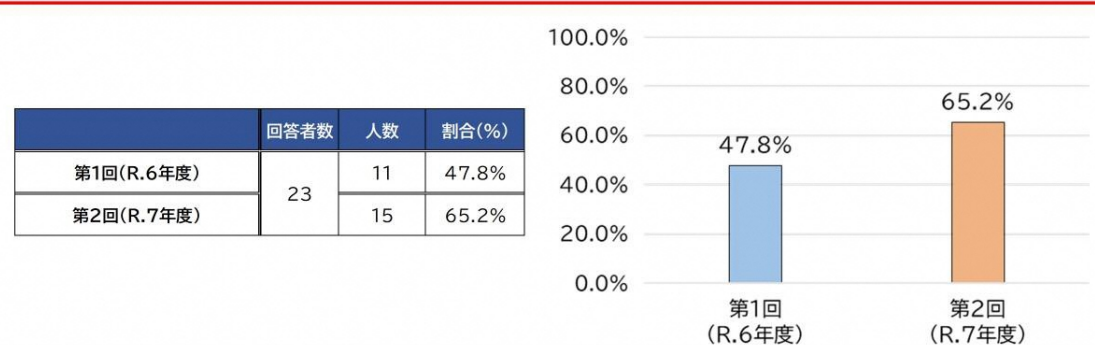 回答者数 人数 割合(%)
第1回(R.6年度) 23 11 47.8%
第2回(R.7年度) 15 65.2%
100.0%
80.0%
60.0%
40.0%
20.0%
0.0%
47.8%
65.2%
第1回
(R.6年度)
第2回
(R.7年度)